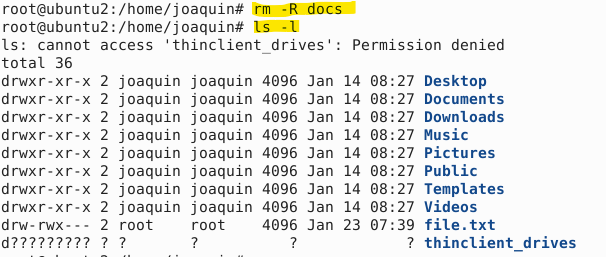 root@ubuntu2:/home/joaquin# rm -R docs
root@ubuntu2:/home/joaquin# ls -l
ls: cannot access 'thinclient_drives': Permission denied
total 36
drwxr-xr-x 2 joaquin joaquin 4096 Jan 14 08:27 Desktop
drwxr-xr-x 2 joaquin joaquin 4096 Jan 14 08:27 Documents
drwxr-xr-x 2 joaquin joaquin 4096 Jan 14 08:27 Downloads
drwxr-xr-x 2 joaquin joaquin 4096 Jan 14 08:27 Music
drwxr-xr-x 2 joaquin joaquin 4096 Jan 14 08:27 Pictures
drwxr-xr-x 2 joaquin joaquin 4096 Jan 14 08:27 Public
drwxr-xr-x 2 joaquin joaquin 4096 Jan 14 08:27 Templates
drwxr-xr-x 2 joaquin joaquin 4096 Jan 14 08:27 Videos
drw-rwx--- 2 root    root    4096 Jan 23 07:39 file.txt
d????????? ? ?       ?          ?            ? thinclient_drives